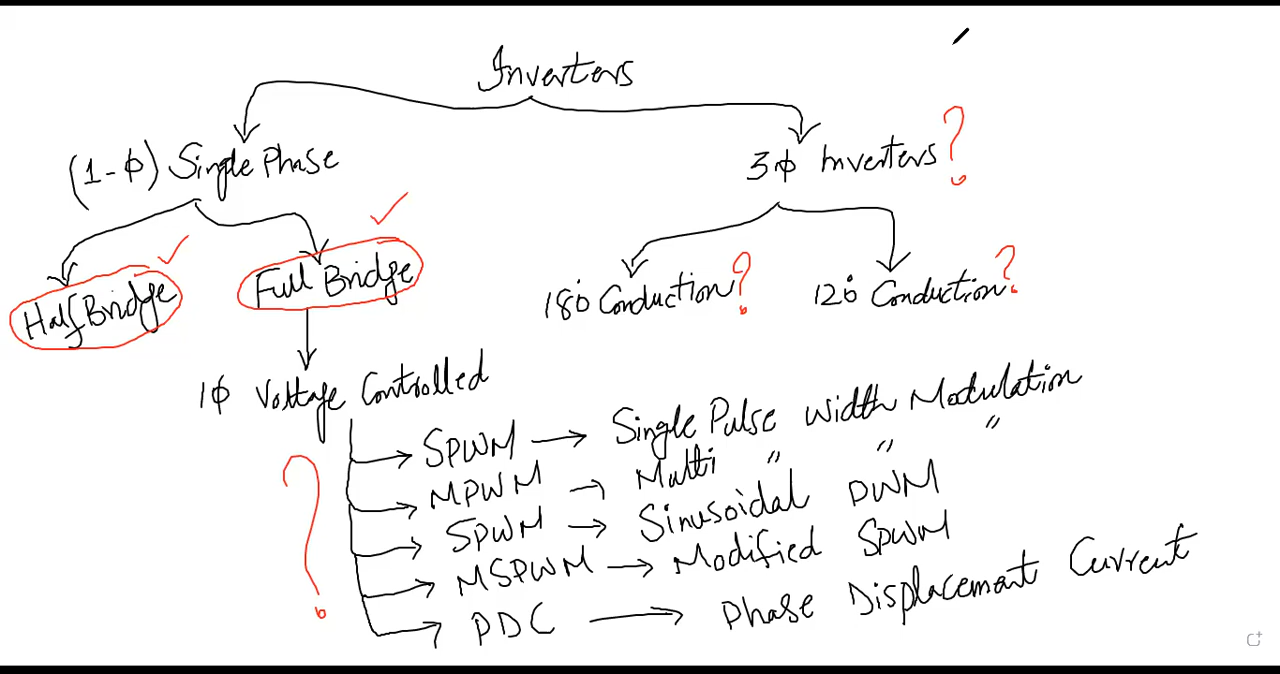 Inverters
(1-ϕ) Single Phase
3ϕ Inverters ?
Half Bridge
Full Bridge
180° Conduction ?
120° Conduction ?
1ϕ Voltage Controlled
?
SPWM → Single Pulse Width Modulation
MPWM → Multi " " "
SPWM → Sinusoidal PWM
MSPWM → Modified SPWM
PDC → Phase Displacement Current